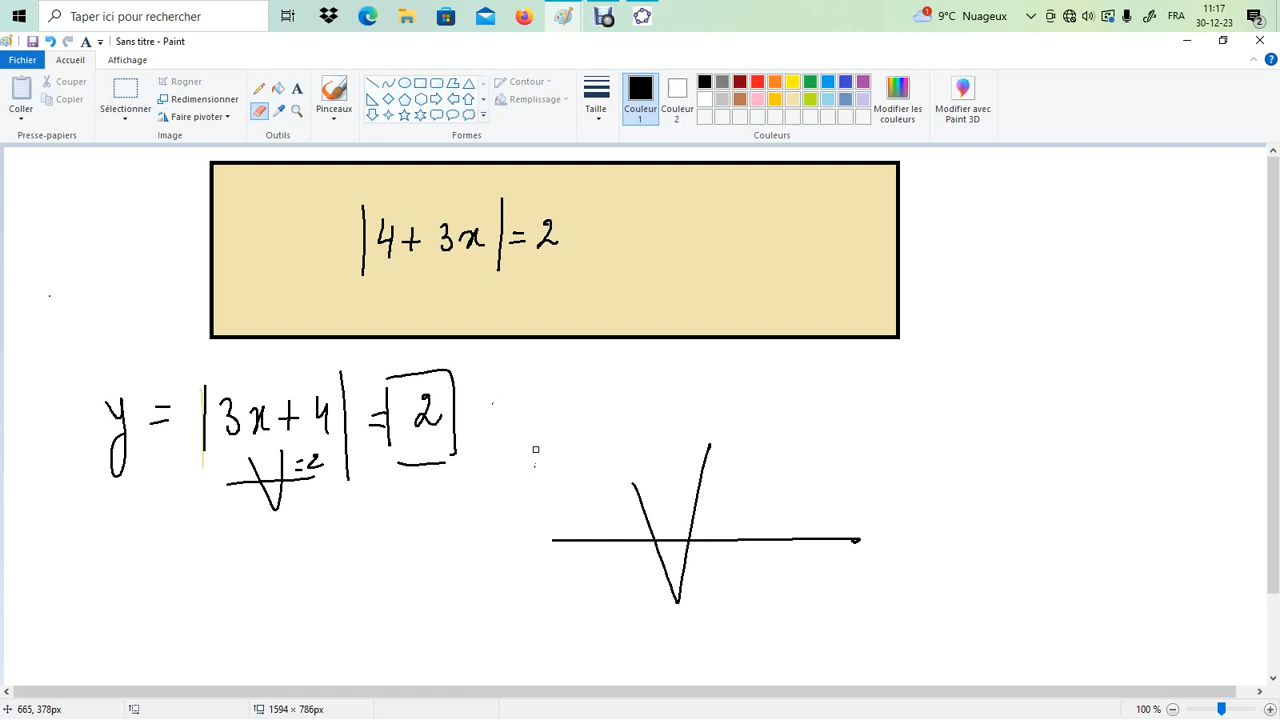 Taper ici pour rechercher
9°C Nuageux
FRA
11:17
30-12-23
2
Sans titre - Paint
Fichier
Accueil
Affichage
Coller
Couper
Copier
Presse-papiers
Sélectionner
Rogner
Redimensionner
Faire pivoter
Image
A
Outils
Pinceaux
Contour
Remplissage
Formes
Taille
Couleur 1
Couleur 2
Modifier les couleurs
Couleurs
Modifier avec Paint 3D
|4+3x|=2
y = |3x+4| = 2
=2
665, 378px
1594 × 786px
100 %